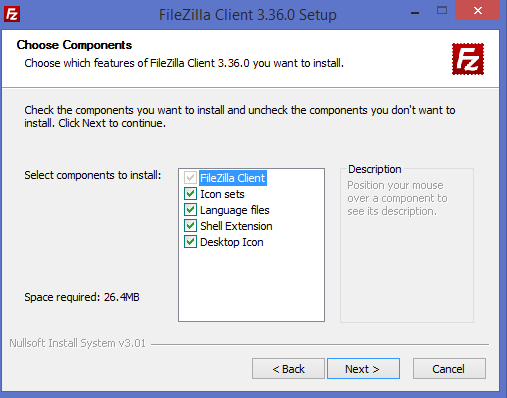 FileZilla Client 3.36.0 Setup
Choose Components
Choose which features of FileZilla Client 3.36.0 you want to install.
Check the components you want to install and uncheck the components you don't want to
install. Click Next to continue.
Select components to install:
FileZilla Client
Icon sets
Language files
Shell Extension
Desktop Icon
Description
Position your mouse
over a component to
see its description.
Space required: 26.4MB
Nullsoft Install System v3.01
< Back
Next >
Cancel